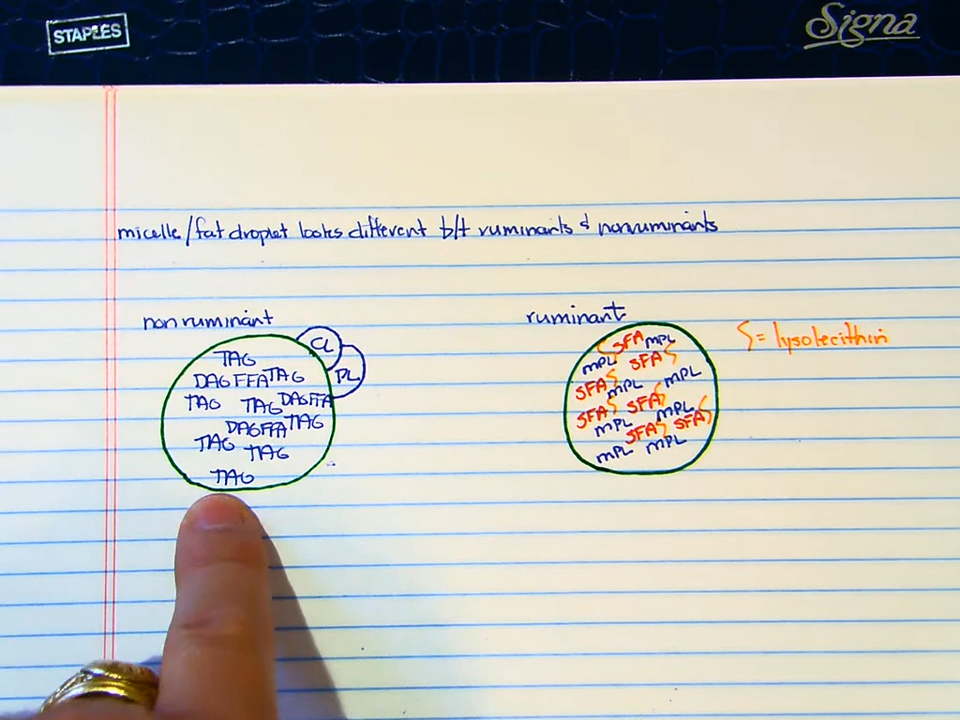 STAPLES
Signa
micelle/fat droplet looks different b/t ruminants & nonruminants
nonruminant
ruminant
S = lysolecithin
CL
PL
TAG
DAG FFA TAG
TAG TAG DAG FFA
DAG FFA TAG
TAG TAG
TAG
SFA MPL
MPL SFA
SFA MPL MPL
SFA SFA MPL
MPL SFA SFA
MPL MPL